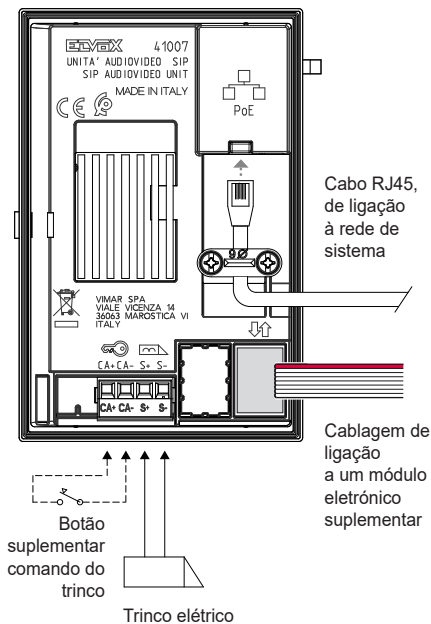 ELVOX 41007
UNITA' AUDIOVIDEO SIP
SIP AUDIOVIDEO UNIT
MADE IN ITALY
CE
PoE
Cabo RJ45,
de ligação
à rede de
sistema
VIMAR SPA
VIALE VICENZA 14
36063 MAROSTICA VI
ITALY
CA+ CA- S+ S-
CA+ CA- S+ S-
Cablagem de
ligação
a um módulo
eletrónico
suplementar
Botão
suplementar
comando do
trinco
Trinco elétrico